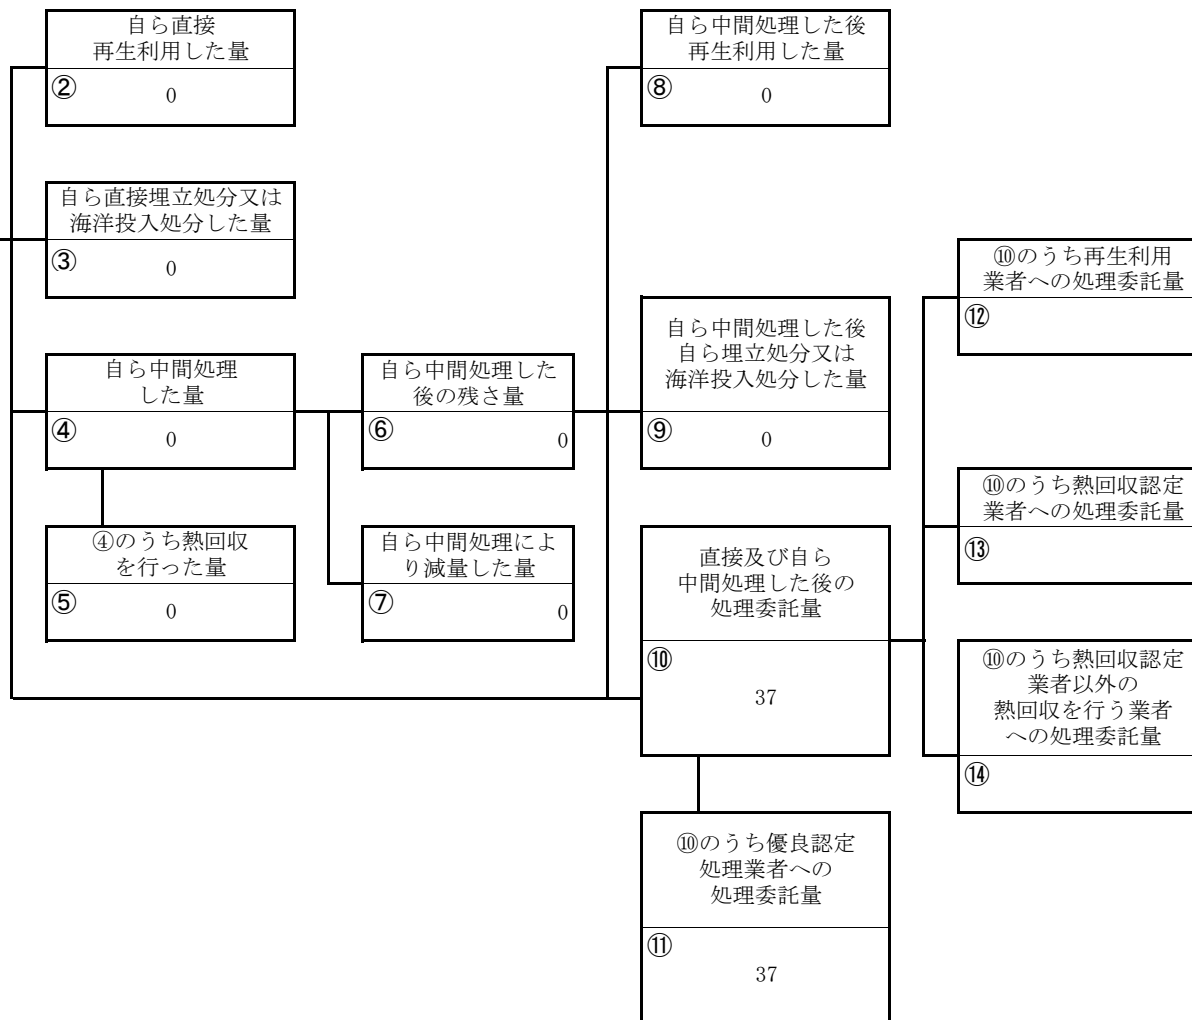 自ら直接
再生利用した量
②
0
自ら直接埋立処分又は
海洋投入処分した量
③
0
自ら中間処理
した量
④
0
④のうち熱回収
を行った量
⑤
0
自ら中間処理した
後の残さ量
⑥
0
自ら中間処理によ
り減量した量
⑦
0
自ら中間処理した後
再生利用した量
⑧
0
自ら中間処理した後
自ら埋立処分又は
海洋投入処分した量
⑨
0
直接及び自ら
中間処理した後の
処理委託量
⑩
37
⑩のうち優良認定
処理業者への
処理委託量
⑪
37
⑩のうち再生利用
業者への処理委託量
⑫
⑩のうち熱回収認定
業者への処理委託量
⑬
⑩のうち熱回収認定
業者以外の
熱回収を行う業者
への処理委託量
⑭